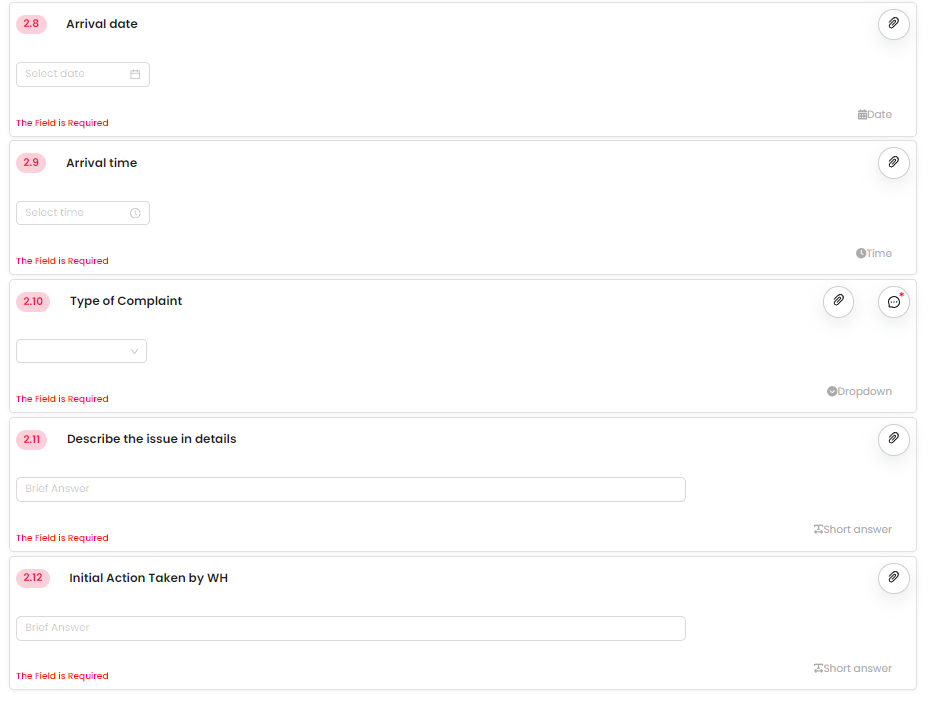 2.8 Arrival date
Select date
The Field is Required
Date
2.9 Arrival time
Select time
The Field is Required
Time
2.10 Type of Complaint
The Field is Required
Dropdown
2.11 Describe the issue in details
Brief Answer
The Field is Required
Short answer
2.12 Initial Action Taken by WH
Brief Answer
The Field is Required
Short answer